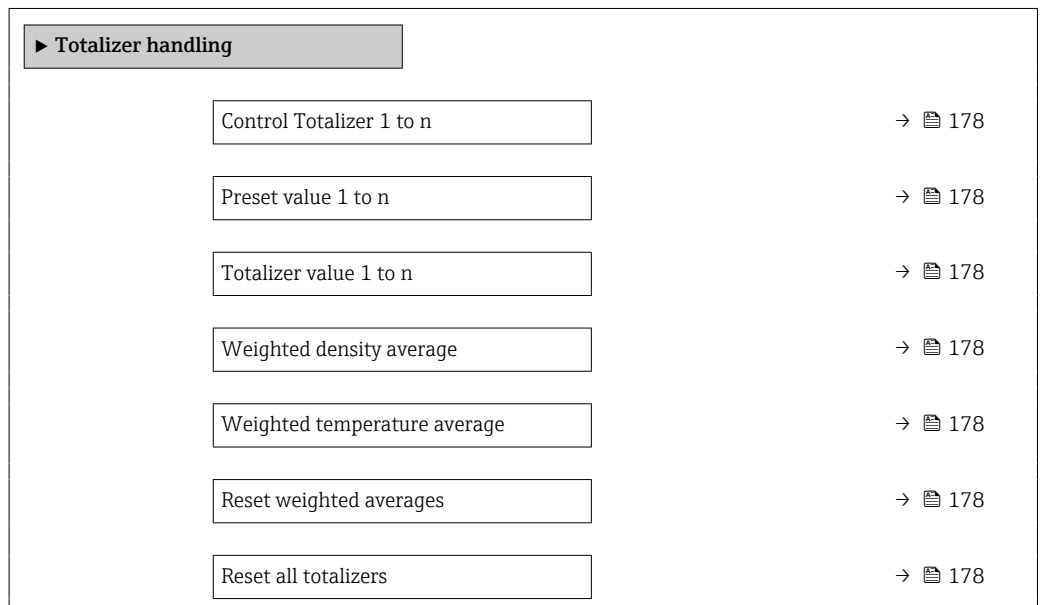 ▶ Totalizer handling
Control Totalizer 1 to n → 178
Preset value 1 to n → 178
Totalizer value 1 to n → 178
Weighted density average → 178
Weighted temperature average → 178
Reset weighted averages → 178
Reset all totalizers → 178